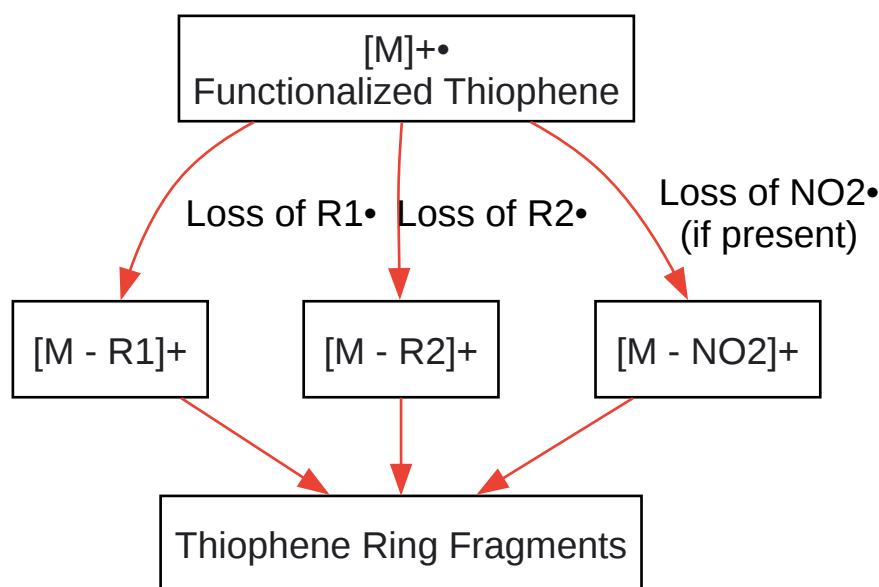 [M]+•
Functionalized Thiophene
Loss of R1•
Loss of R2•
Loss of NO2•
(if present)
[M - R1]+
[M - R2]+
[M - NO2]+
Thiophene Ring Fragments